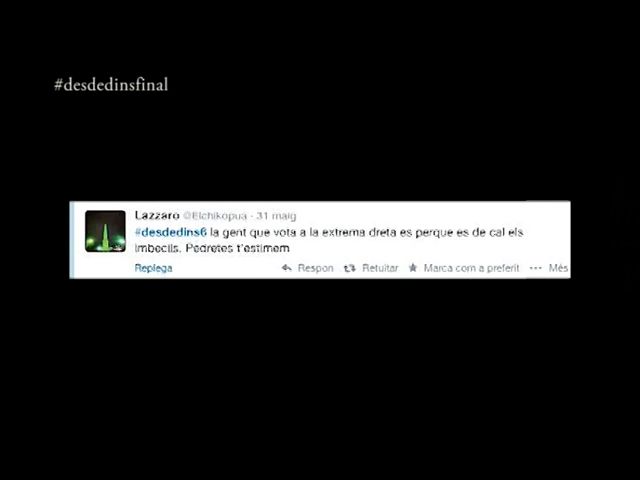 #desdedinsfinal
Lazzaro @Elchikopua · 31 maig
#desdedins6 la gent que vota a la extrema dreta es perque es de cal els
imbecils. Pedretes t'estimem
Replega Respon Retuitar Marca com a preferit ··· Més